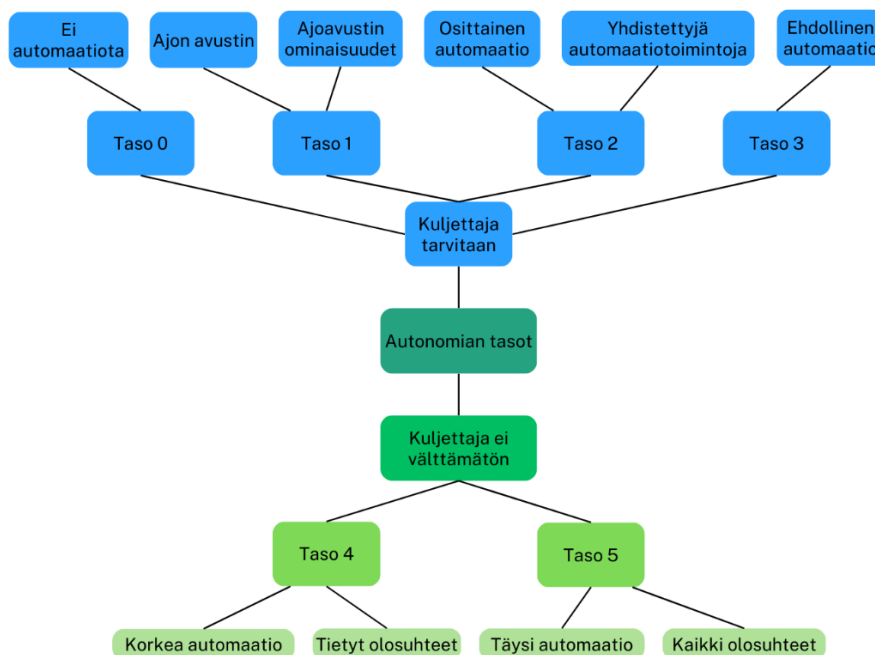 Ei
automaatiota
Ajon avustin
Ajoavustin
ominaisuudet
Osittainen
automaatio
Yhdistettyjä
automaatiotoimintoja
Ehdollinen
automaatio
Taso 0
Taso 1
Taso 2
Taso 3
Kuljettaja
tarvitaan
Autonomian tasot
Kuljettaja ei
välttämätön
Taso 4
Taso 5
Korkea automaatio
Tietyt olosuhteet
Täysi automaatio
Kaikki olosuhteet